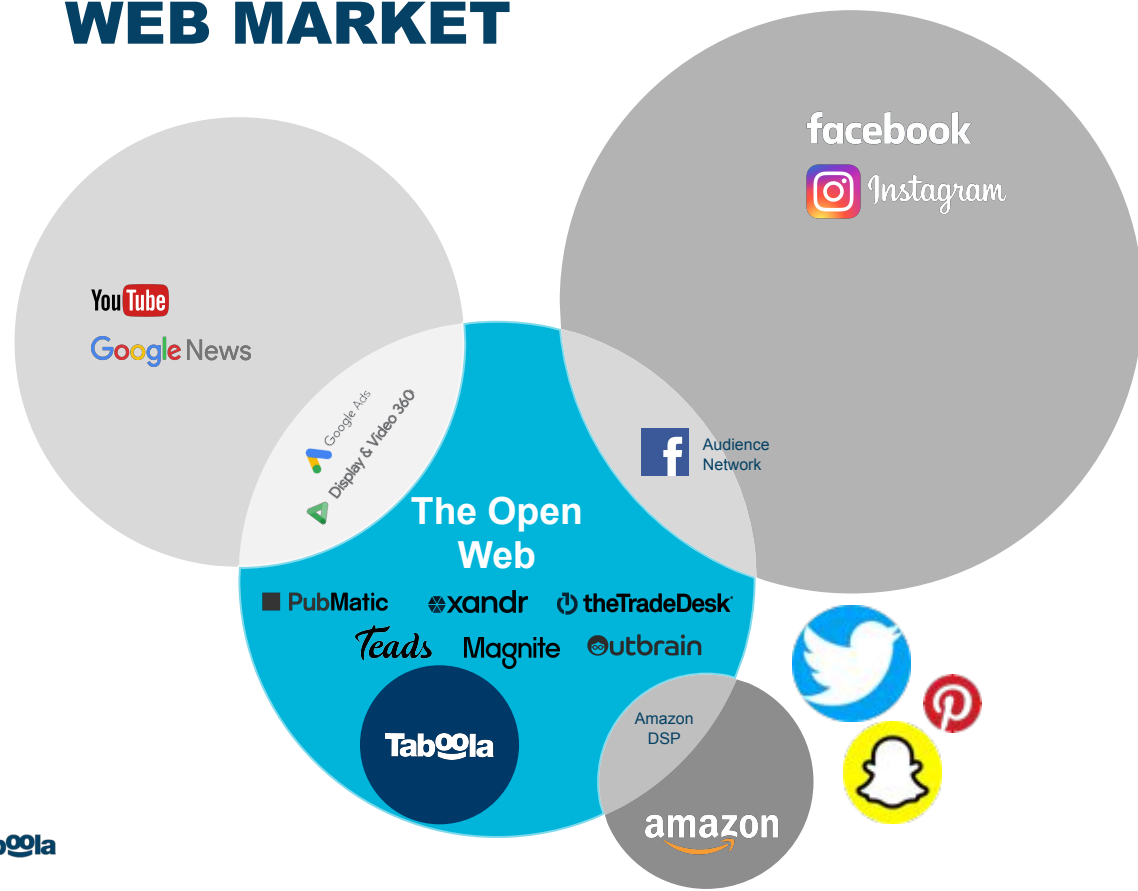 WEB MARKET
facebook
Instagram
YouTube
Google News
Google Ads
Display & Video 360
Audience
Network
The Open
Web
PubMatic
xandr
theTradeDesk
Teads
Magnite
Outbrain
Taboola
Amazon
DSP
amazon